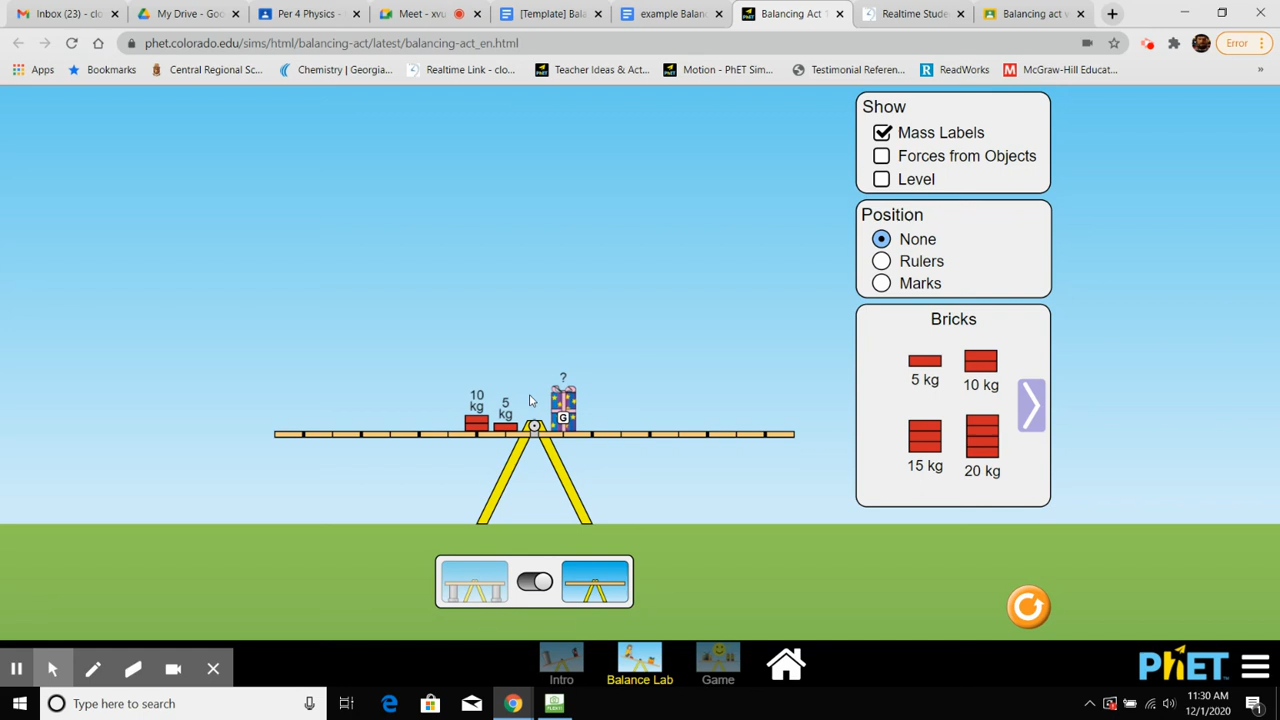 Inbox (23) - cl
My Drive - Goo
Per 4 Physics -
Meet - xvu
[Template] Bala
example Balan
Balancing Act 1
Realtime Stude
Balancing act v
phet.colorado.edu/sims/html/balancing-act/latest/balancing-act_en.html
Error
Apps
Bookmarks
Central Regional Sc...
Chemistry | Georgia...
Realtime Link - clo...
Teacher Ideas & Act...
Motion - PhET Sim...
Testimonial Referen...
ReadWorks
McGraw-Hill Educat...
»
Show
Mass Labels
Forces from Objects
Level
Position
None
Rulers
Marks
Bricks
5 kg
10 kg
15 kg
20 kg
10
kg
5
kg
?
G
Intro
Balance Lab
Game
PhET
Type here to search
11:30 AM
12/1/2020
1